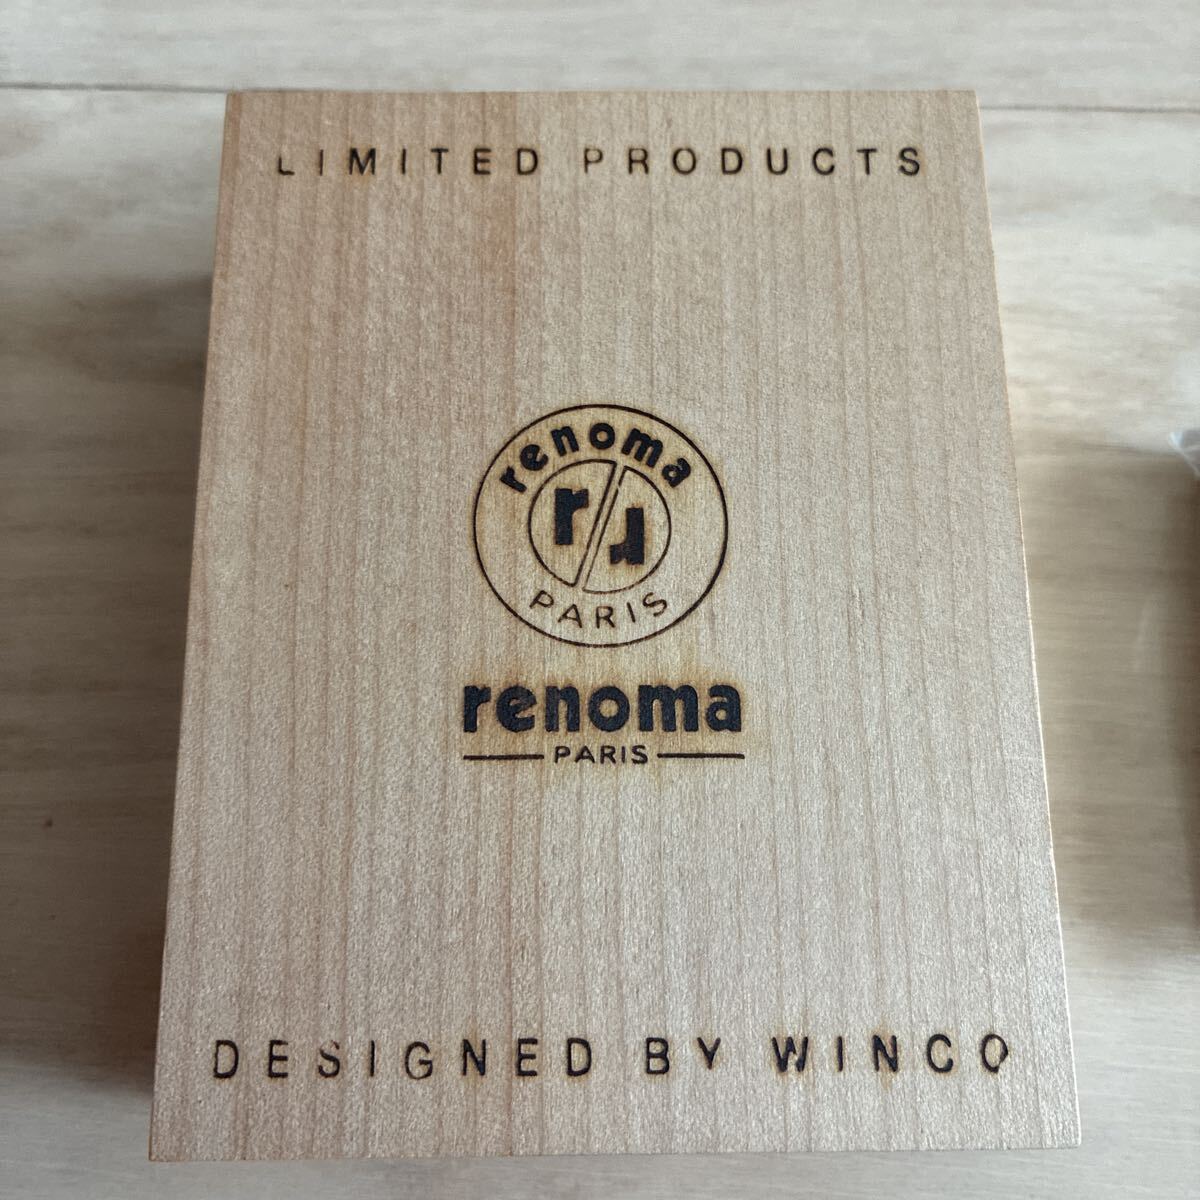 LIMITED PRODUCTS
renoma
r r
PARIS
renoma
PARIS
DESIGNED BY WINCO